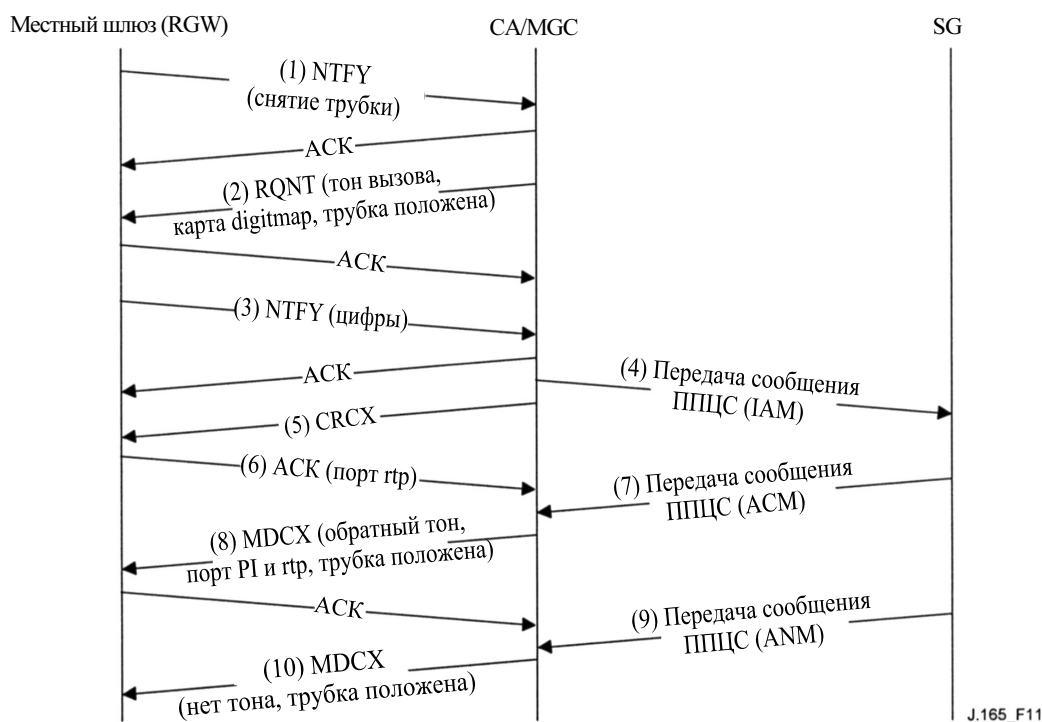 Местный шлюз (RGW)
CA/MGC
SG
(1) NTFY
(снятие трубки)
ACK
(2) RQNT (тон вызова,
карта digitmap, трубка положена)
ACK
(3) NTFY (цифры)
ACK
(4) Передача сообщения
ППЦС (IAM)
(5) CRCX
(6) ACK (порт rtp)
(7) Передача сообщения
ППЦС (ACM)
(8) MDCX (обратный тон,
порт PI и rtp, трубка положена)
ACK
(9) Передача сообщения
ППЦС (ANM)
(10) MDCX
(нет тона, трубка положена)
J.165_F11